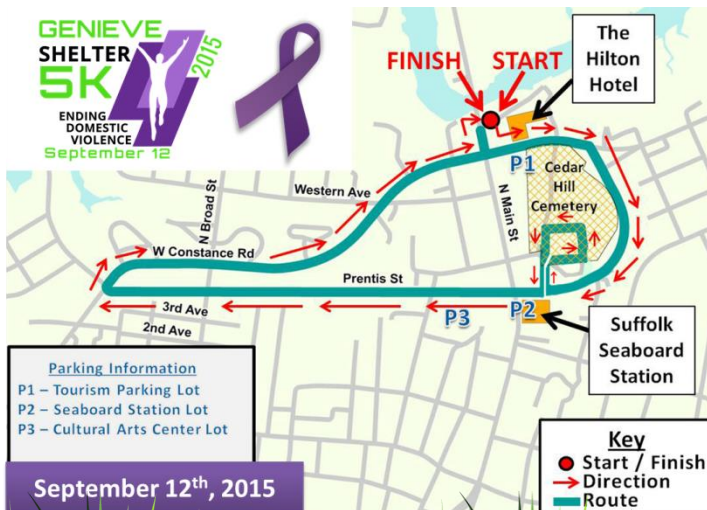 GENIEVE
SHELTER
5K
2015
ENDING
DOMESTIC
VIOLENCE
September 12
FINISH
START
The
Hilton
Hotel
P1
Cedar
Hill
Cemetery
Western Ave
N Broad St
N Main St
W Constance Rd
Prentis St
3rd Ave
2nd Ave
P3
P2
Suffolk
Seaboard
Station
Parking Information
P1 – Tourism Parking Lot
P2 – Seaboard Station Lot
P3 – Cultural Arts Center Lot
September 12th, 2015
Key
Start / Finish
Direction
Route